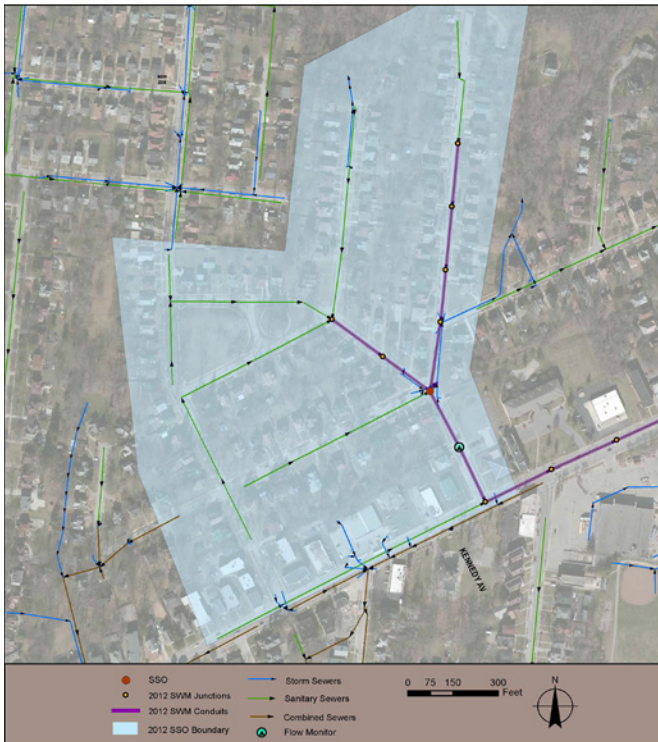 KENNEDY AV
SSO
2012 SWM Junctions
2012 SWM Conduits
2012 SSO Boundary
Storm Sewers
Sanitary Sewers
Combined Sewers
Flow Monitor
0 75 150 300
Feet
N